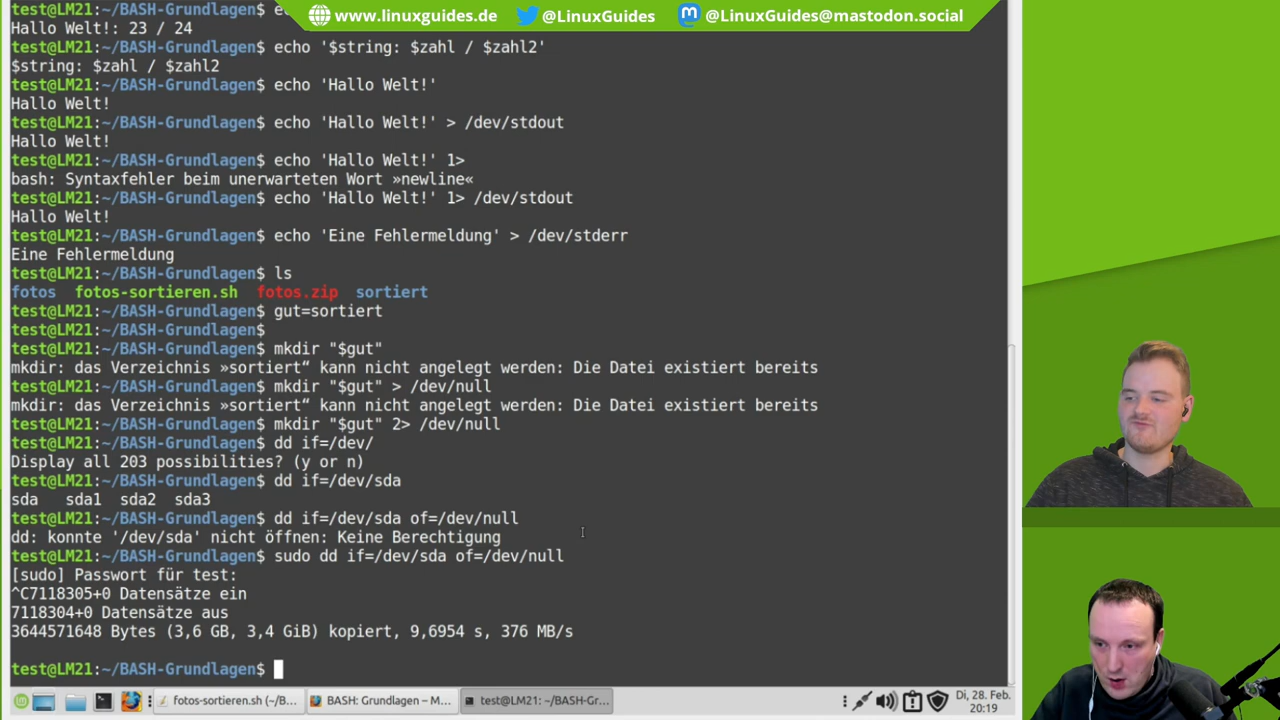 www.linuxguides.de @LinuxGuides @LinuxGuides@mastodon.social
Hallo Welt!: 23 / 24
test@LM21:~/BASH-Grundlagen$ echo '$string: $zahl / $zahl2'
$string: $zahl / $zahl2
test@LM21:~/BASH-Grundlagen$ echo 'Hallo Welt!'
Hallo Welt!
test@LM21:~/BASH-Grundlagen$ echo 'Hallo Welt!' > /dev/stdout
Hallo Welt!
test@LM21:~/BASH-Grundlagen$ echo 'Hallo Welt!' 1>
bash: Syntaxfehler beim unerwarteten Wort »newline«
test@LM21:~/BASH-Grundlagen$ echo 'Hallo Welt!' 1> /dev/stdout
Hallo Welt!
test@LM21:~/BASH-Grundlagen$ echo 'Eine Fehlermeldung' > /dev/stderr
Eine Fehlermeldung
test@LM21:~/BASH-Grundlagen$ ls
fotos fotos-sortieren.sh fotos.zip sortiert
test@LM21:~/BASH-Grundlagen$ gut=sortiert
test@LM21:~/BASH-Grundlagen$
test@LM21:~/BASH-Grundlagen$ mkdir "$gut"
mkdir: das Verzeichnis »sortiert“ kann nicht angelegt werden: Die Datei existiert bereits
test@LM21:~/BASH-Grundlagen$ mkdir "$gut" > /dev/null
mkdir: das Verzeichnis »sortiert“ kann nicht angelegt werden: Die Datei existiert bereits
test@LM21:~/BASH-Grundlagen$ mkdir "$gut" 2> /dev/null
test@LM21:~/BASH-Grundlagen$ dd if=/dev/
Display all 203 possibilities? (y or n)
test@LM21:~/BASH-Grundlagen$ dd if=/dev/sda
sda sda1 sda2 sda3
test@LM21:~/BASH-Grundlagen$ dd if=/dev/sda of=/dev/null
dd: konnte '/dev/sda' nicht öffnen: Keine Berechtigung
test@LM21:~/BASH-Grundlagen$ sudo dd if=/dev/sda of=/dev/null
[sudo] Passwort für test:
^C7118305+0 Datensätze ein
7118304+0 Datensätze aus
3644571648 Bytes (3,6 GB, 3,4 GiB) kopiert, 9,6954 s, 376 MB/s
test@LM21:~/BASH-Grundlagen$
fotos-sortieren.sh (~/B... BASH: Grundlagen – M... test@LM21: ~/BASH-Gr... Di, 28. Feb.
20:19